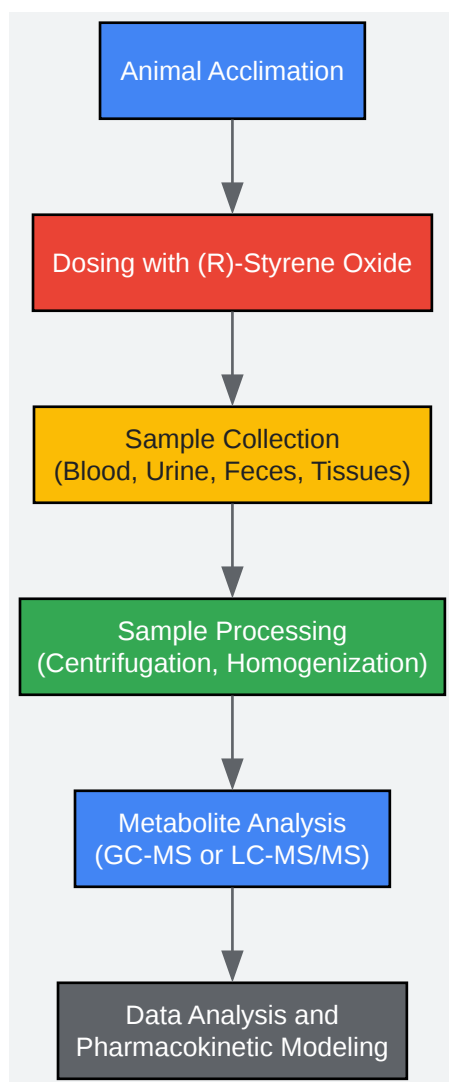 Animal Acclimation
Dosing with (R)-Styrene Oxide
Sample Collection
(Blood, Urine, Feces, Tissues)
Sample Processing
(Centrifugation, Homogenization)
Metabolite Analysis
(GC-MS or LC-MS/MS)
Data Analysis and
Pharmacokinetic Modeling